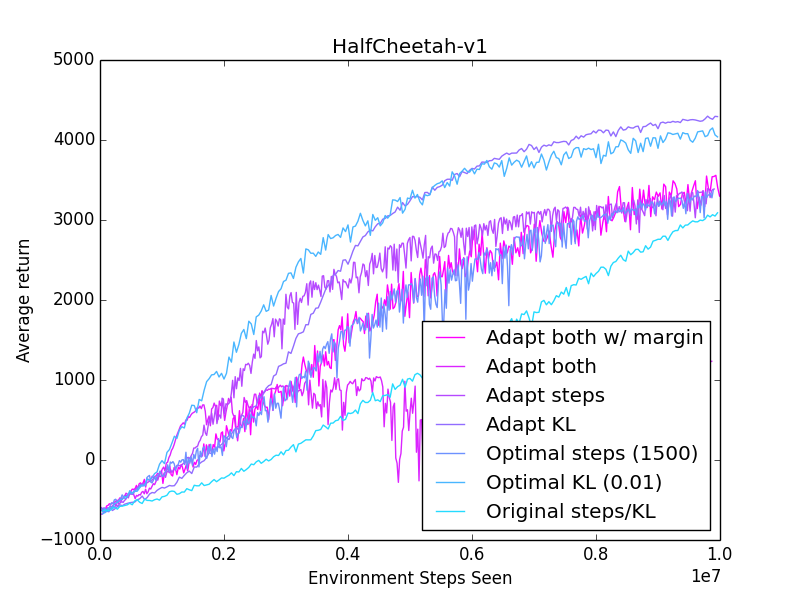 HalfCheetah-v1
5000
4000
3000
2000
1000
0
−1000
Average return
Adapt both w/ margin
Adapt both
Adapt steps
Adapt KL
Optimal steps (1500)
Optimal KL (0.01)
Original steps/KL
0.0 0.2 0.4 0.6 0.8 1.0
1e7
Environment Steps Seen